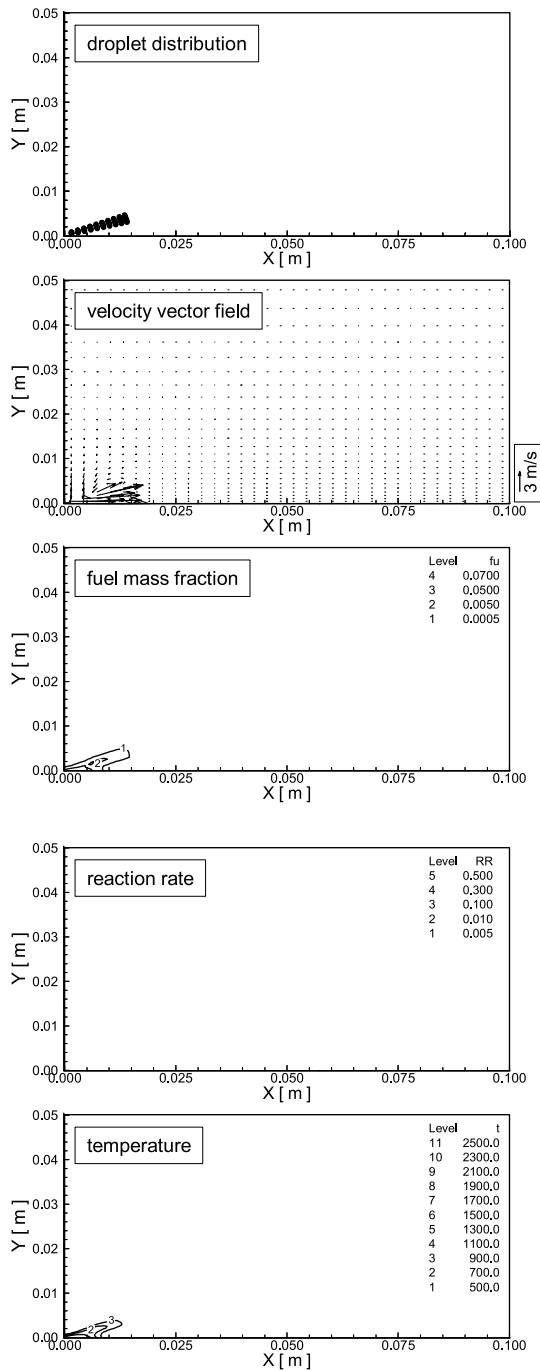 0.05
droplet distribution
0.04
0.03
Y [ m ]
0.02
0.01
0.00
0.000 0.025 0.050 0.075 0.100
X [ m ]
0.05
velocity vector field
0.04
0.03
Y [ m ]
0.02
0.01
3 m/s
0.00
0.000 0.025 0.050 0.075 0.100
X [ m ]
0.05
Level fu
fuel mass fraction
4 0.0700
3 0.0500
2 0.0050
1 0.0005
0.04
0.03
Y [ m ]
0.02
0.01
1
2
0.00
0.000 0.025 0.050 0.075 0.100
X [ m ]
0.05
Level RR
reaction rate
5 0.500
4 0.300
3 0.100
2 0.010
1 0.005
0.04
0.03
Y [ m ]
0.02
0.01
0.00
0.000 0.025 0.050 0.075 0.100
X [ m ]
0.05
Level t
temperature
11 2500.0
10 2300.0
9 2100.0
8 1900.0
7 1700.0
6 1500.0
5 1300.0
4 1100.0
3 900.0
2 700.0
1 500.0
0.04
0.03
Y [ m ]
0.02
0.01
3
2
0.00
0.000 0.025 0.050 0.075 0.100
X [ m ]